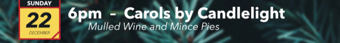 SUNDAY
22
DECEMBER
6pm – Carols by Candlelight
Mulled Wine and Mince Pies